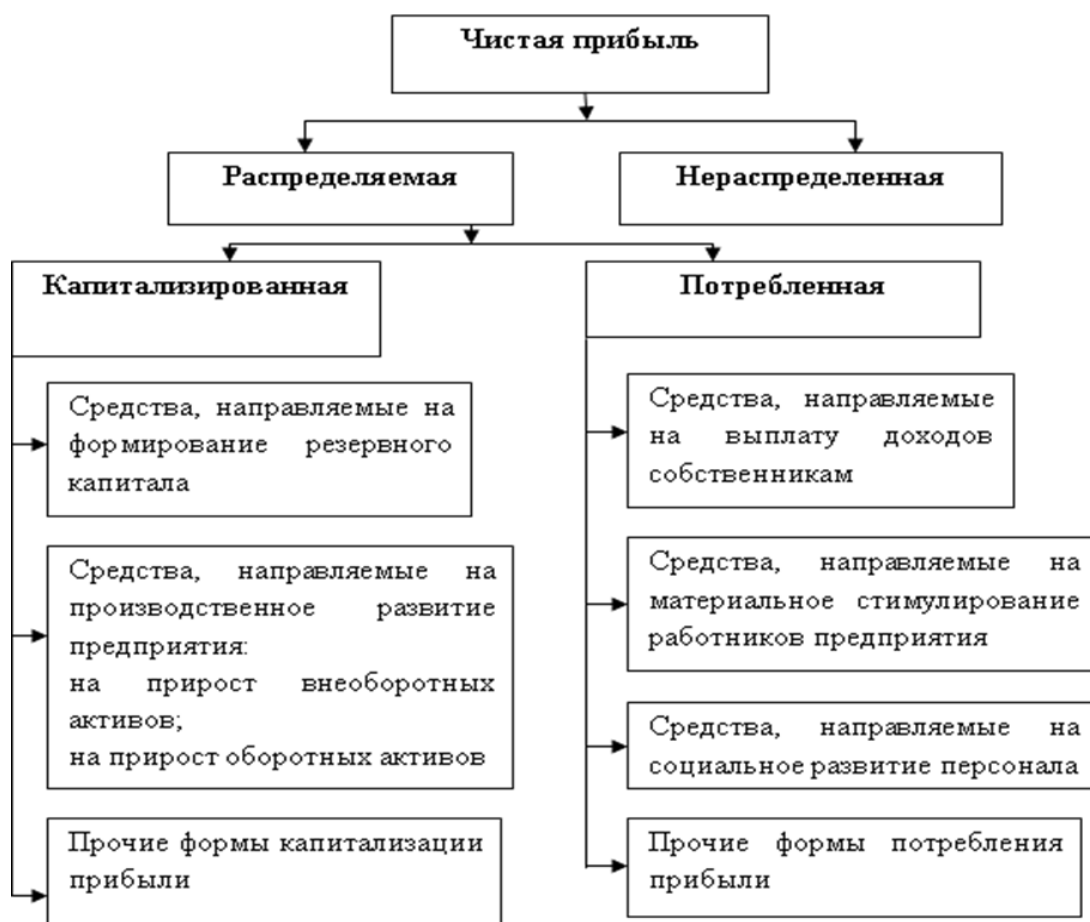 Чистая прибыль
Распределяемая
Нераспределенная
Капитализированная
Потребленная
Средства, направляемые на
формирование резервного
капитала
Средства, направляемые на
производственное развитие
предприятия:
на прирост внеоборотных
активов;
на прирост оборотных активов
Прочие формы капитализации
прибыли
Средства, направляемые
на выплату доходов
собственникам
Средства, направляемые на
материальное стимулирование
работников предприятия
Средства, направляемые на
социальное развитие персонала
Прочие формы потребления
прибыли